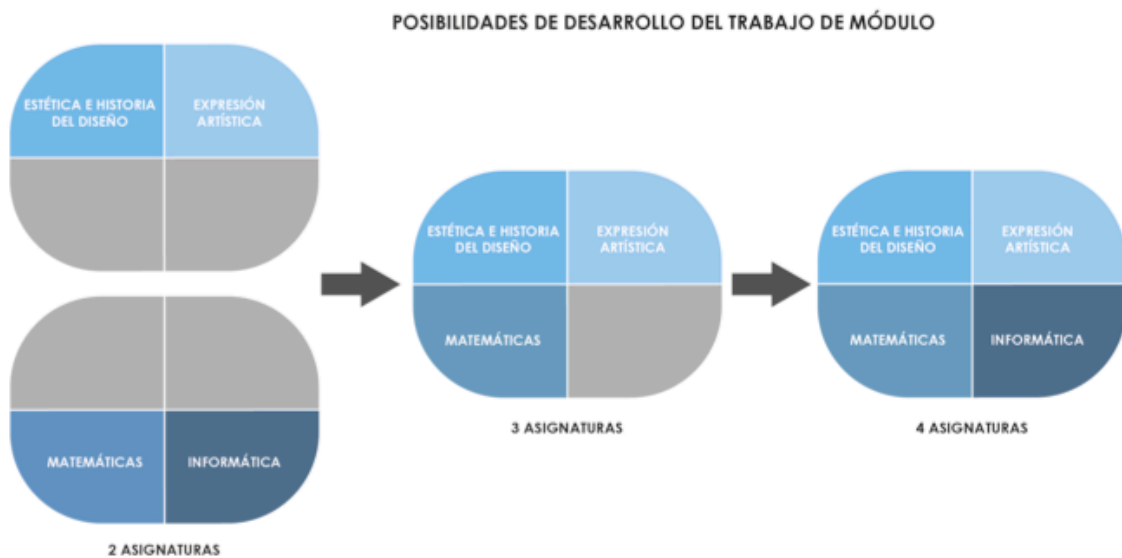 POSIBILIDADES DE DESARROLLO DEL TRABAJO DE MÓDULO
ESTÉTICA E HISTORIA
DEL DISEÑO
EXPRESIÓN
ARTÍSTICA
MATEMÁTICAS
INFORMÁTICA
2 ASIGNATURAS
ESTÉTICA E HISTORIA
DEL DISEÑO
EXPRESIÓN
ARTÍSTICA
MATEMÁTICAS
3 ASIGNATURAS
ESTÉTICA E HISTORIA
DEL DISEÑO
EXPRESIÓN
ARTÍSTICA
MATEMÁTICAS
INFORMÁTICA
4 ASIGNATURAS